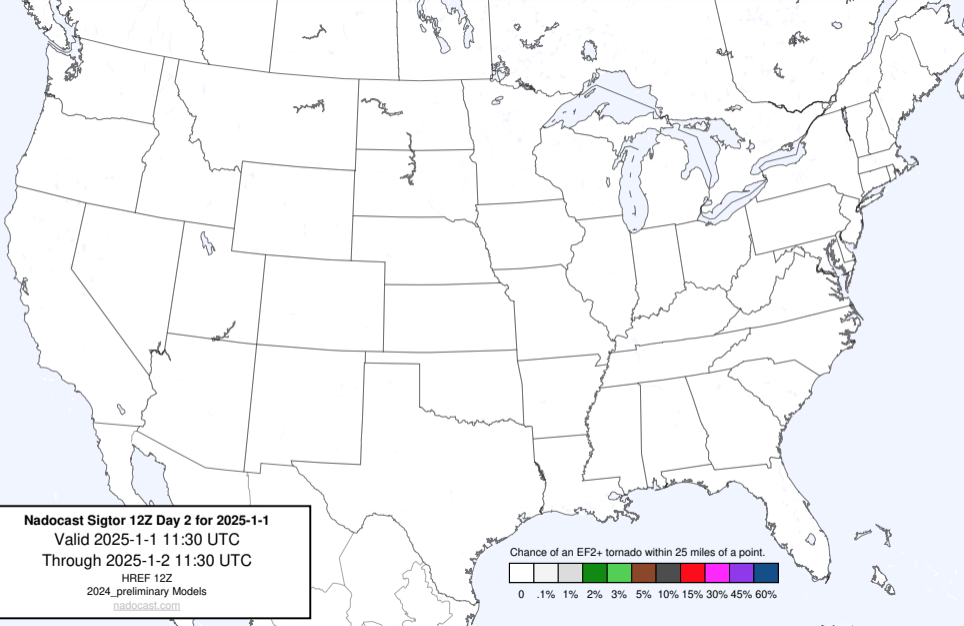 Nadocast Sigtor 12Z Day 2 for 2025-1-1
Valid 2025-1-1 11:30 UTC
Through 2025-1-2 11:30 UTC
HREF 12Z
2024_preliminary Models
nadocast.com
Chance of an EF2+ tornado within 25 miles of a point.
0 .1% 1% 2% 3% 5% 10% 15% 30% 45% 60%